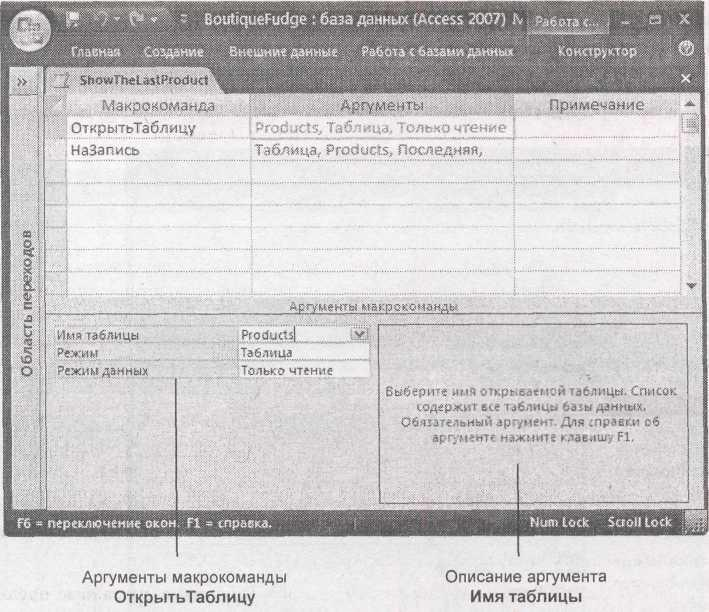 BoutiqueFudge : база данных (Access 2007) M Работа с...
Главная Создание Внешние данные Работа с базами данных Конструктор
ShowTheLastProduct
Макрокоманда Аргументы Примечание
ОткрытьТаблицу Products, Таблица, Только чтение
НаЗапись Таблица, Products, Последняя,
Область переходов
Аргументы макрокоманды
Имя таблицы Products
Режим Таблица
Режим данных Только чтение
Выберите имя открываемой таблицы. Список
содержит все таблицы базы данных.
Обязательный аргумент. Для справки об
аргументе нажмите клавишу F1.
F6 = переключение окон. F1 = справка. Num Lock Scroll Lock
Аргументы макрокоманды
ОткрытьТаблицу
Описание аргумента
Имя таблицы